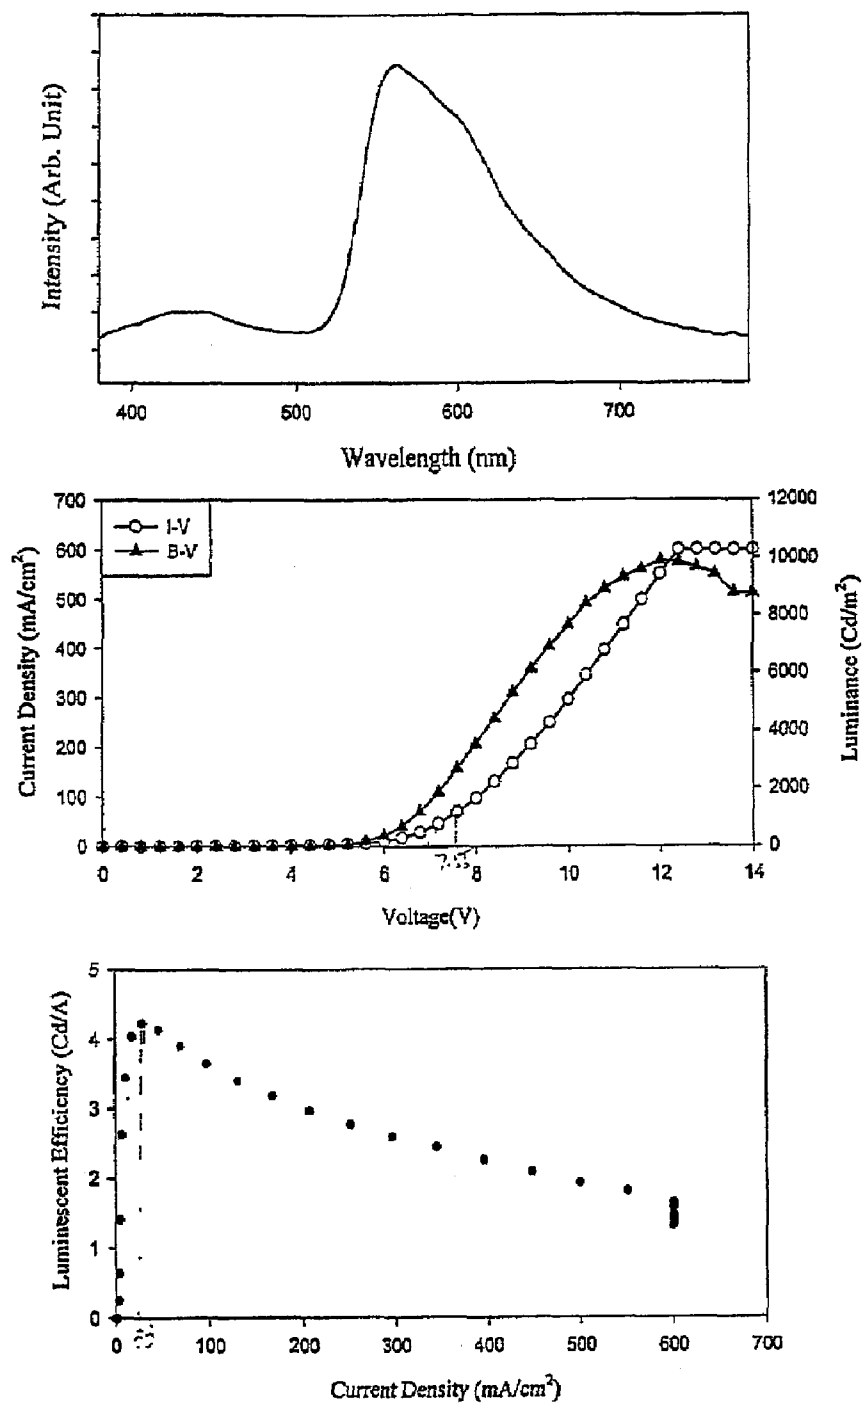 Intensity (Arb. Unit)
400 500 600 700
Wavelength (nm)
I-V
B-V
700
600
500
400
300
200
100
0
Current Density (mA/cm²)
12000
10000
8000
6000
4000
2000
0
Luminance (Cd/m²)
0 2 4 6 8 10 12 14
Voltage(V)
5
4
3
2
1
0
Luminescent Efficiency (Cd/A)
0 100 200 300 400 500 600 700
Current Density (mA/cm²)